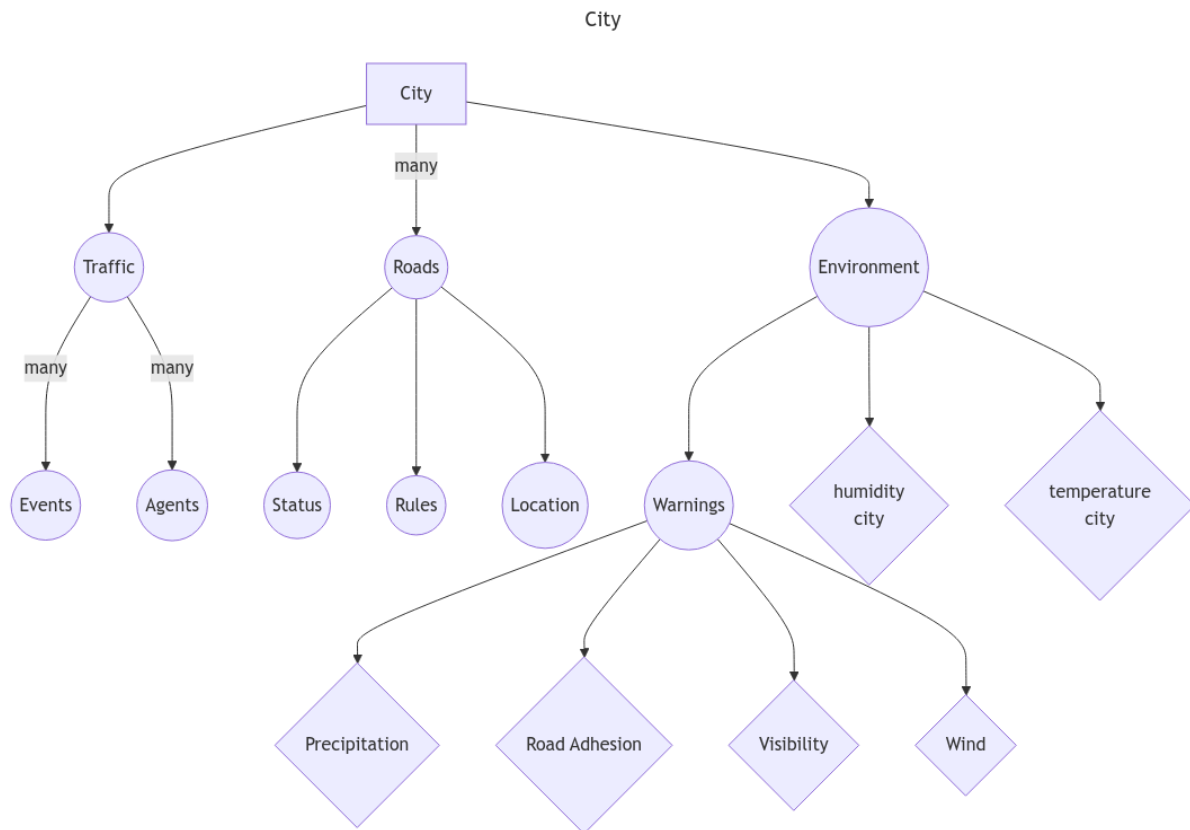 City
City
many
Traffic
Roads
Environment
many
many
Events
Agents
Status
Rules
Location
Warnings
humidity
city
temperature
city
Precipitation
Road Adhesion
Visibility
Wind